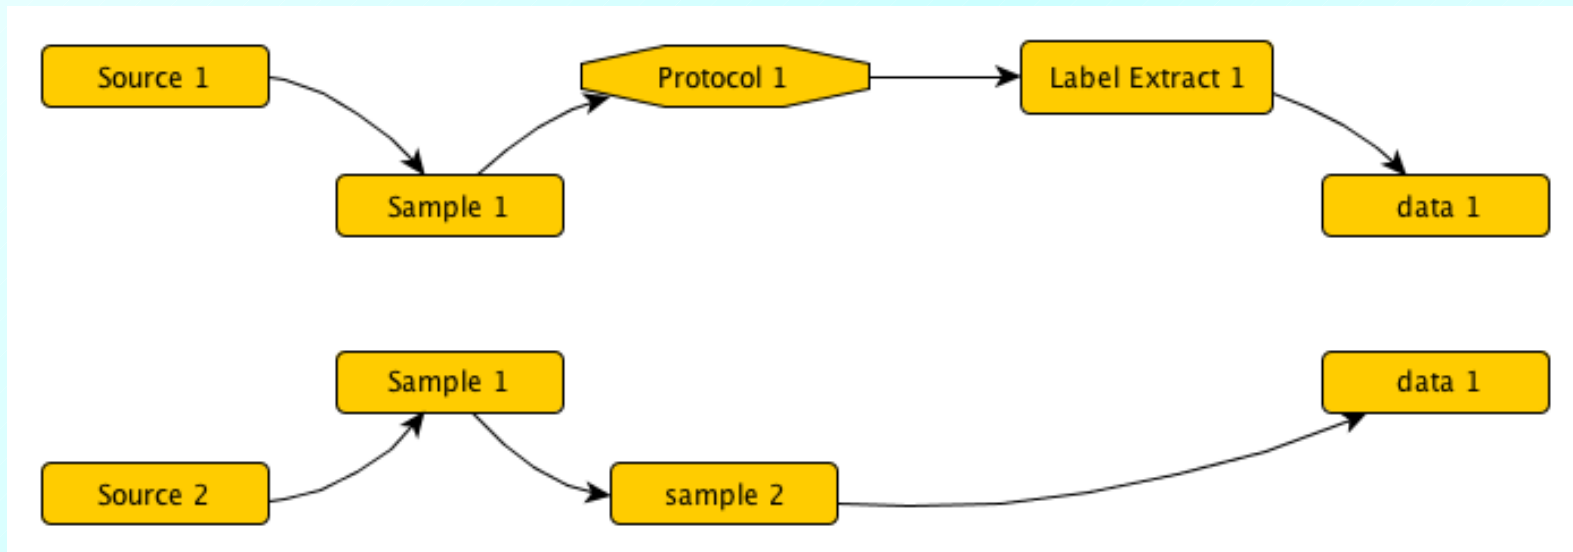 Source 1
Protocol 1
Label Extract 1
Sample 1
data 1
Sample 1
data 1
Source 2
sample 2